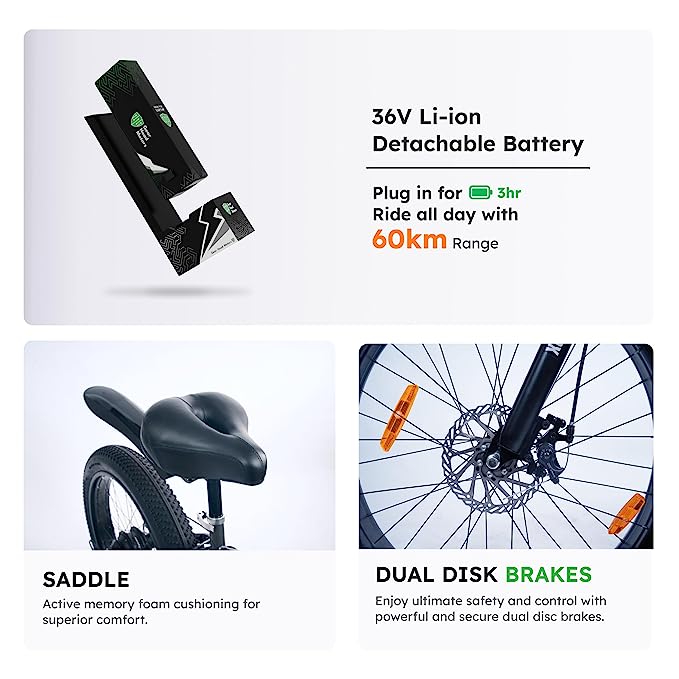 36V Li-ion
Detachable Battery
Plug in for 3hr
Ride all day with
60km Range
SADDLE
Active memory foam cushioning for
superior comfort.
DUAL DISK BRAKES
Enjoy ultimate safety and control with
powerful and secure dual disc brakes.